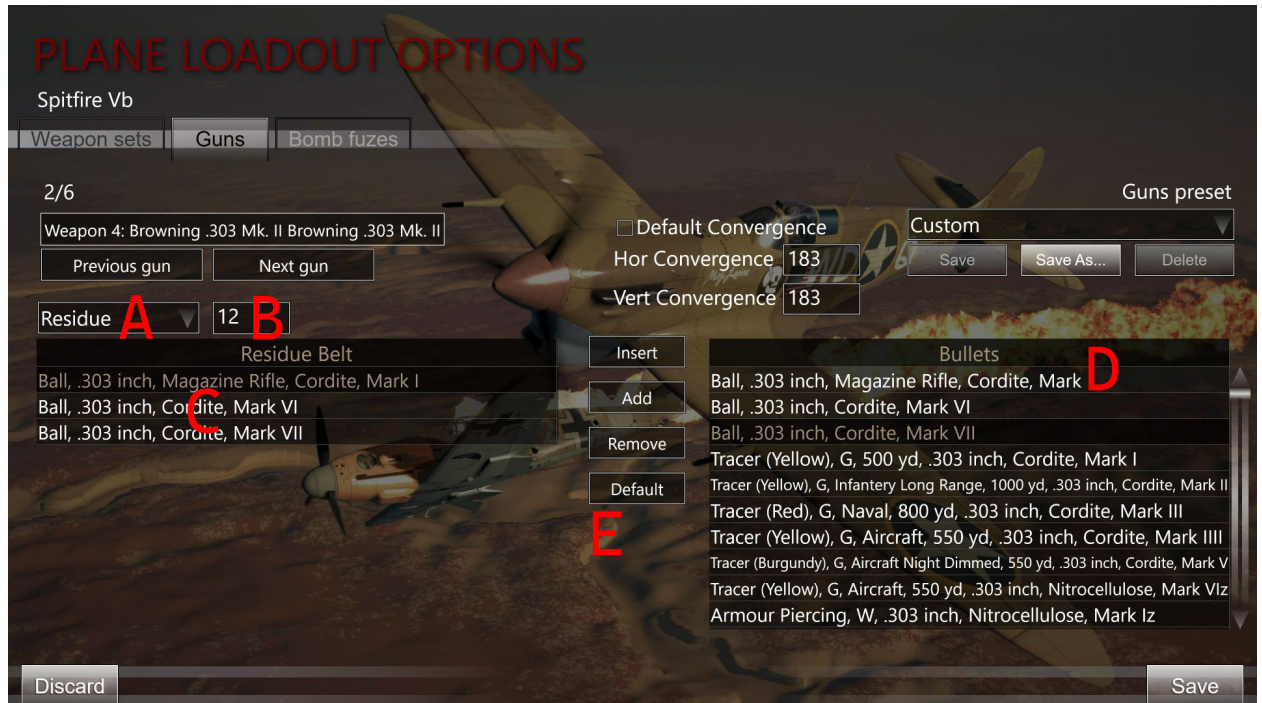 PLANE LOADOUT OPTIONS
Spitfire Vb
Weapon sets Guns Bomb fuzes
2/6
Guns preset
Weapon 4: Browning .303 Mk. II Browning .303 Mk. II
Default Convergence
Custom
Previous gun Next gun
Hor Convergence 183
Save Save As... Delete
Vert Convergence 183
Residue A 12 B
Residue Belt
Insert
Bullets
D
Ball, .303 inch, Magazine Rifle, Cordite, Mark I
Ball, .303 inch, Cordite, Mark VI
Ball, .303 inch, Cordite, Mark VII
C
Add
Remove
Default
E
Ball, .303 inch, Magazine Rifle, Cordite, Mark
Ball, .303 inch, Cordite, Mark VI
Ball, .303 inch, Cordite, Mark VII
Tracer (Yellow), G, 500 yd, .303 inch, Cordite, Mark I
Tracer (Yellow), G, Infantery Long Range, 1000 yd, .303 inch, Cordite, Mark II
Tracer (Red), G, Naval, 800 yd, .303 inch, Cordite, Mark III
Tracer (Yellow), G, Aircraft, 550 yd, .303 inch, Cordite, Mark IIII
Tracer (Burgundy), G, Aircraft Night Dimmed, 550 yd, .303 inch, Cordite, Mark V
Tracer (Yellow), G, Aircraft, 550 yd, .303 inch, Nitrocellulose, Mark VIz
Armour Piercing, W, .303 inch, Nitrocellulose, Mark Iz
Discard
Save